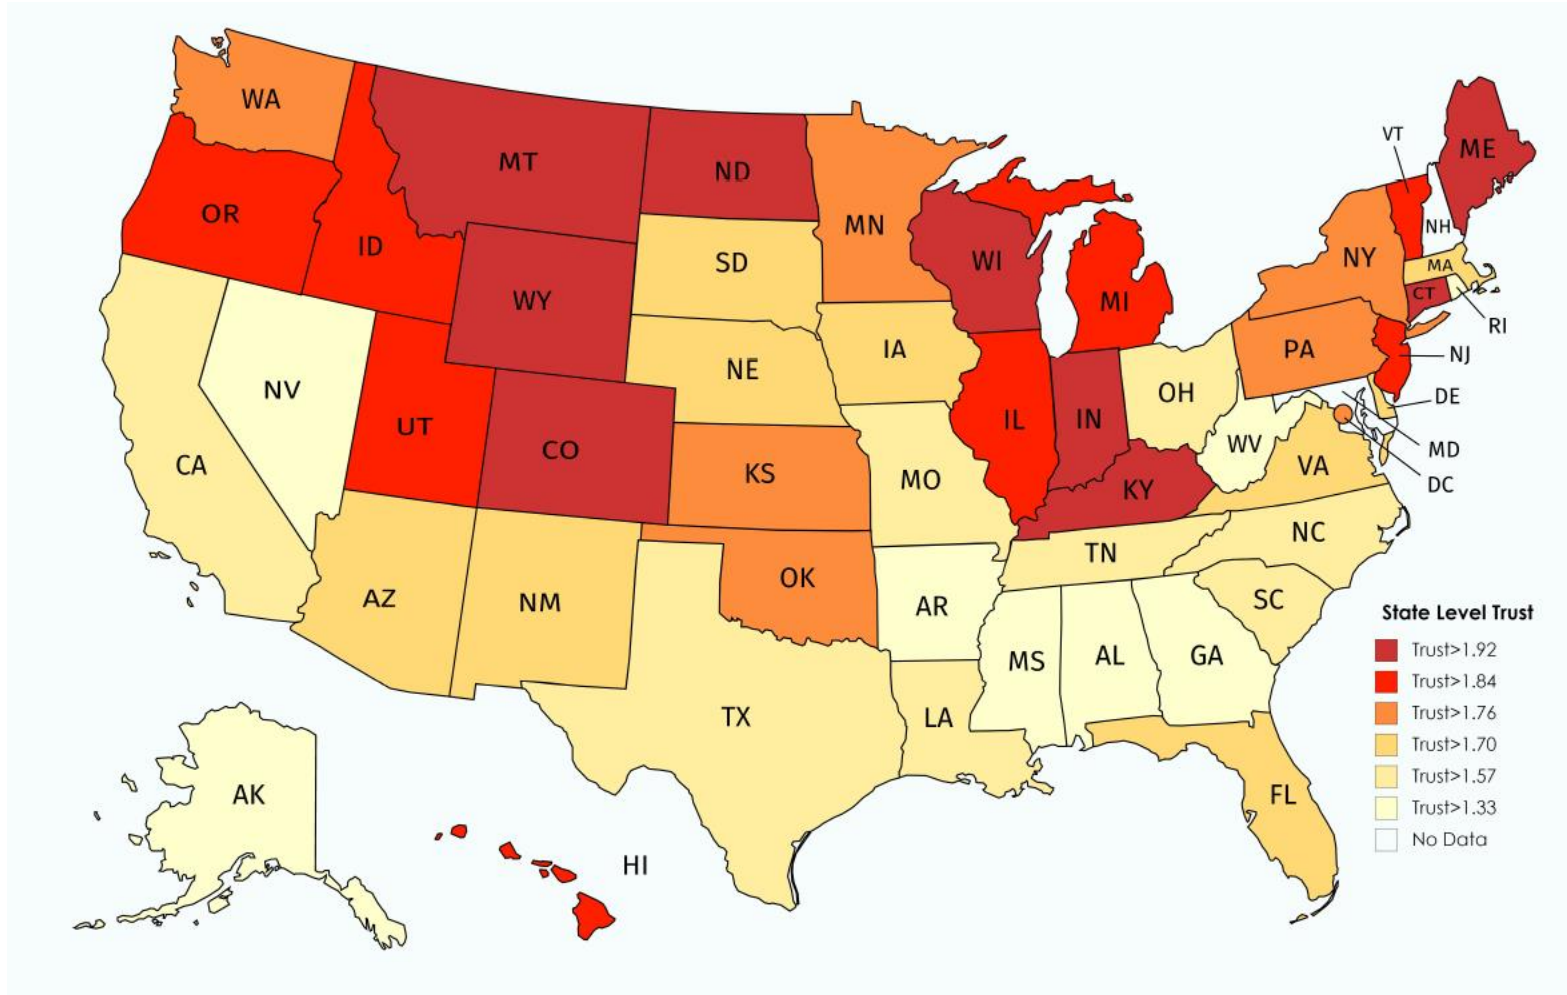 WA
MT
ND
OR
ID
MN
SD
WI
WY
MI
VT
ME
NH
NY
MA
CT
RI
NJ
PA
DE
MD
DC
IA
NE
NV
UT
CO
CA
KS
MO
IL
IN
OH
WV
VA
KY
NC
TN
SC
AZ
NM
OK
AR
MS
AL
GA
TX
LA
FL
AK
HI
State Level Trust
Trust>1.92
Trust>1.84
Trust>1.76
Trust>1.70
Trust>1.57
Trust>1.33
No Data